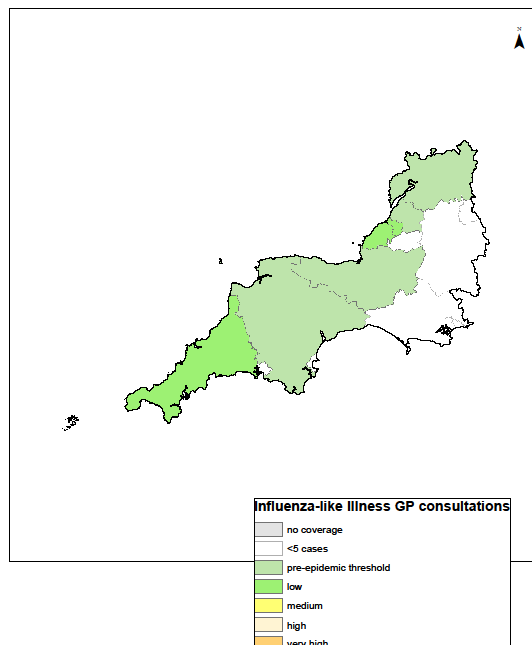 Influenza-like Illness GP consultations
no coverage
<5 cases
pre-epidemic threshold
low
medium
high
very high